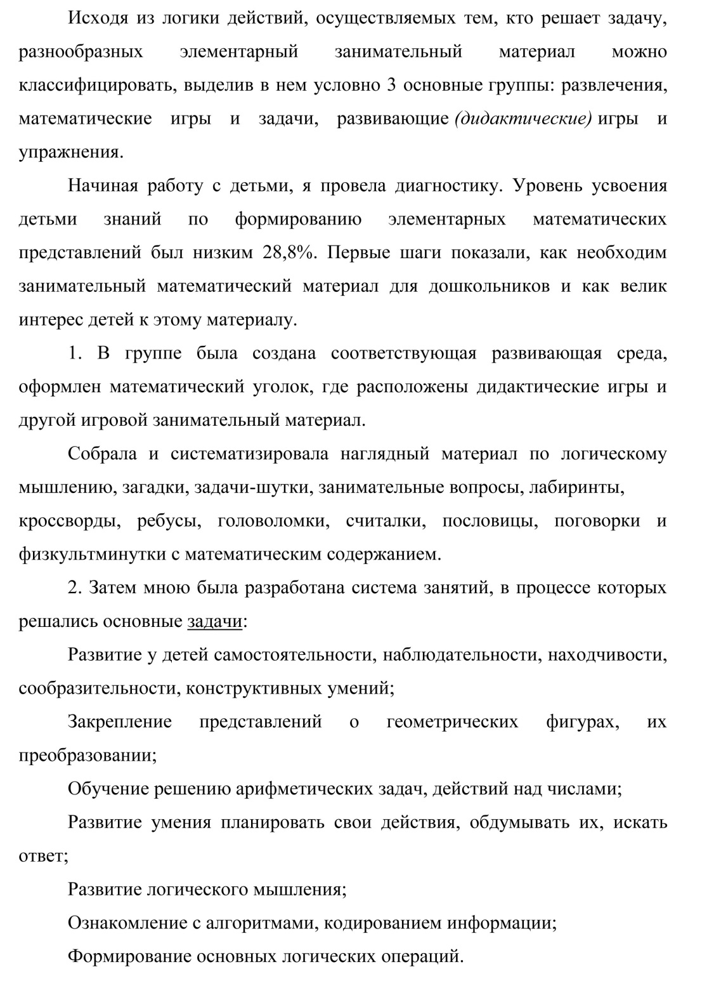 Исходя из логики действий, осуществляемых тем, кто решает задачу,
разнообразных элементарный занимательный материал можно
классифицировать, выделив в нем условно 3 основные группы: развлечения,
математические игры и задачи, развивающие (дидактические) игры и
упражнения.
Начиная работу с детьми, я провела диагностику. Уровень усвоения
детьми знаний по формированию элементарных математических
представлений был низким 28,8%. Первые шаги показали, как необходим
занимательный математический материал для дошкольников и как велик
интерес детей к этому материалу.
1. В группе была создана соответствующая развивающая среда,
оформлен математический уголок, где расположены дидактические игры и
другой игровой занимательный материал.
Собрала и систематизировала наглядный материал по логическому
мышлению, загадки, задачи-шутки, занимательные вопросы, лабиринты,
кроссворды, ребусы, головоломки, считалки, пословицы, поговорки и
физкультминутки с математическим содержанием.
2. Затем мною была разработана система занятий, в процессе которых
решались основные задачи:
Развитие у детей самостоятельности, наблюдательности, находчивости,
сообразительности, конструктивных умений;
Закрепление представлений о геометрических фигурах, их
преобразовании;
Обучение решению арифметических задач, действий над числами;
Развитие умения планировать свои действия, обдумывать их, искать
ответ;
Развитие логического мышления;
Ознакомление с алгоритмами, кодированием информации;
Формирование основных логических операций.